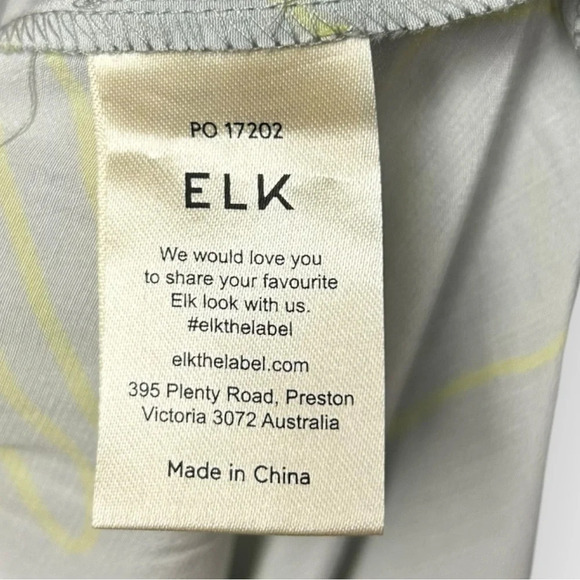 PO 17202
ELK
We would love you
to share your favourite
Elk look with us.
#elkthelabel
elkthelabel.com
395 Plenty Road, Preston
Victoria 3072 Australia
Made in China